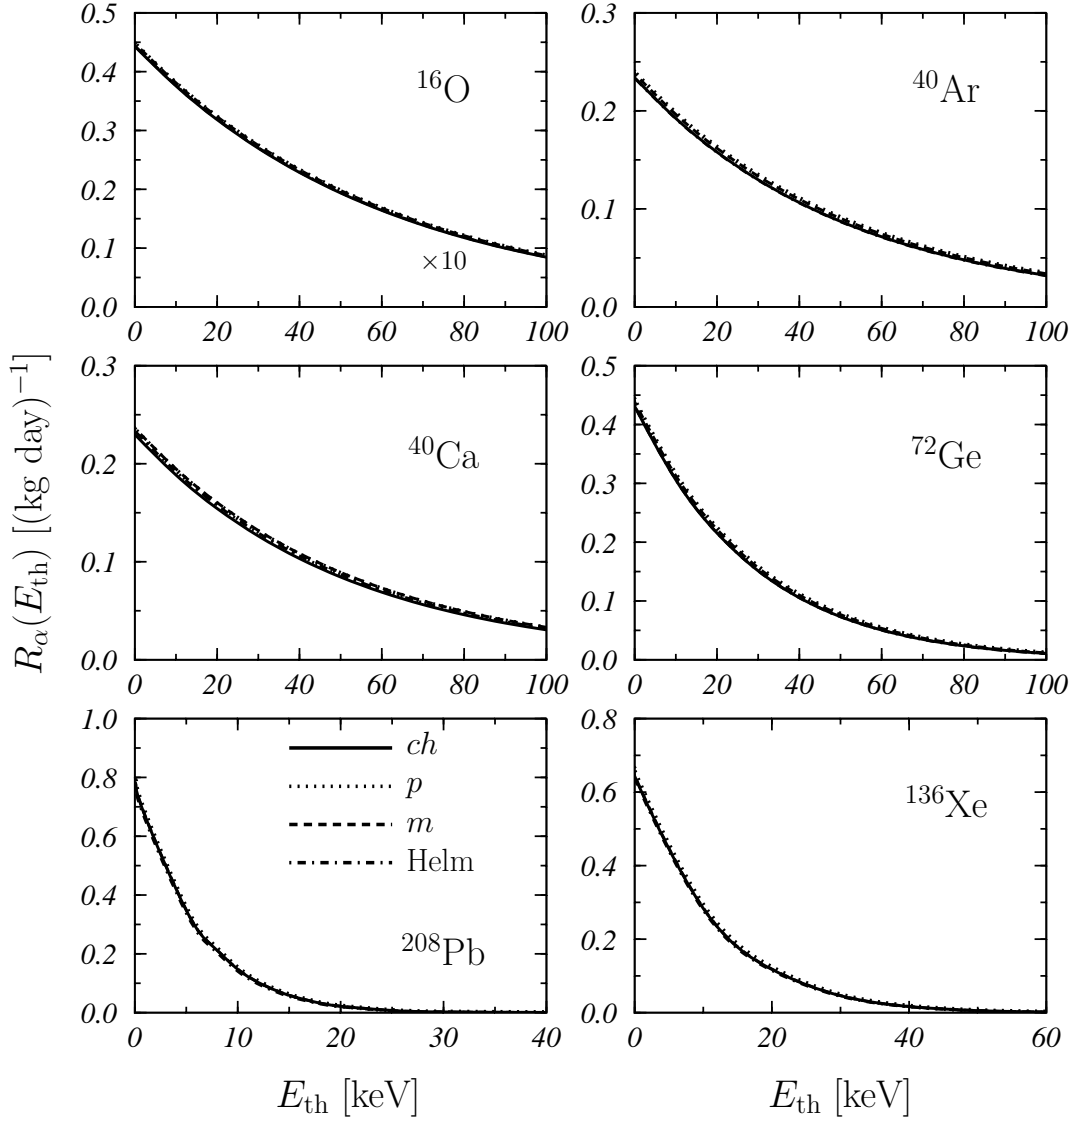 0.5
0.4
0.3
0.2
0.1
0.0
0 20 40 60 80 100
¹⁶O
×10
0.3
0.2
0.1
0.0
0 20 40 60 80 100
⁴⁰Ar
0.3
0.2
0.1
0.0
0 20 40 60 80 100
⁴⁰Ca
0.5
0.4
0.3
0.2
0.1
0.0
0 20 40 60 80 100
⁷²Ge
R_α(E_th) [(kg day)⁻¹]
1.0
0.8
0.6
0.4
0.2
0.0
0 10 20 30 40
ch
p
m
Helm
²⁰⁸Pb
E_th [keV]
0.8
0.6
0.4
0.2
0.0
0 20 40 60
¹³⁶Xe
E_th [keV]